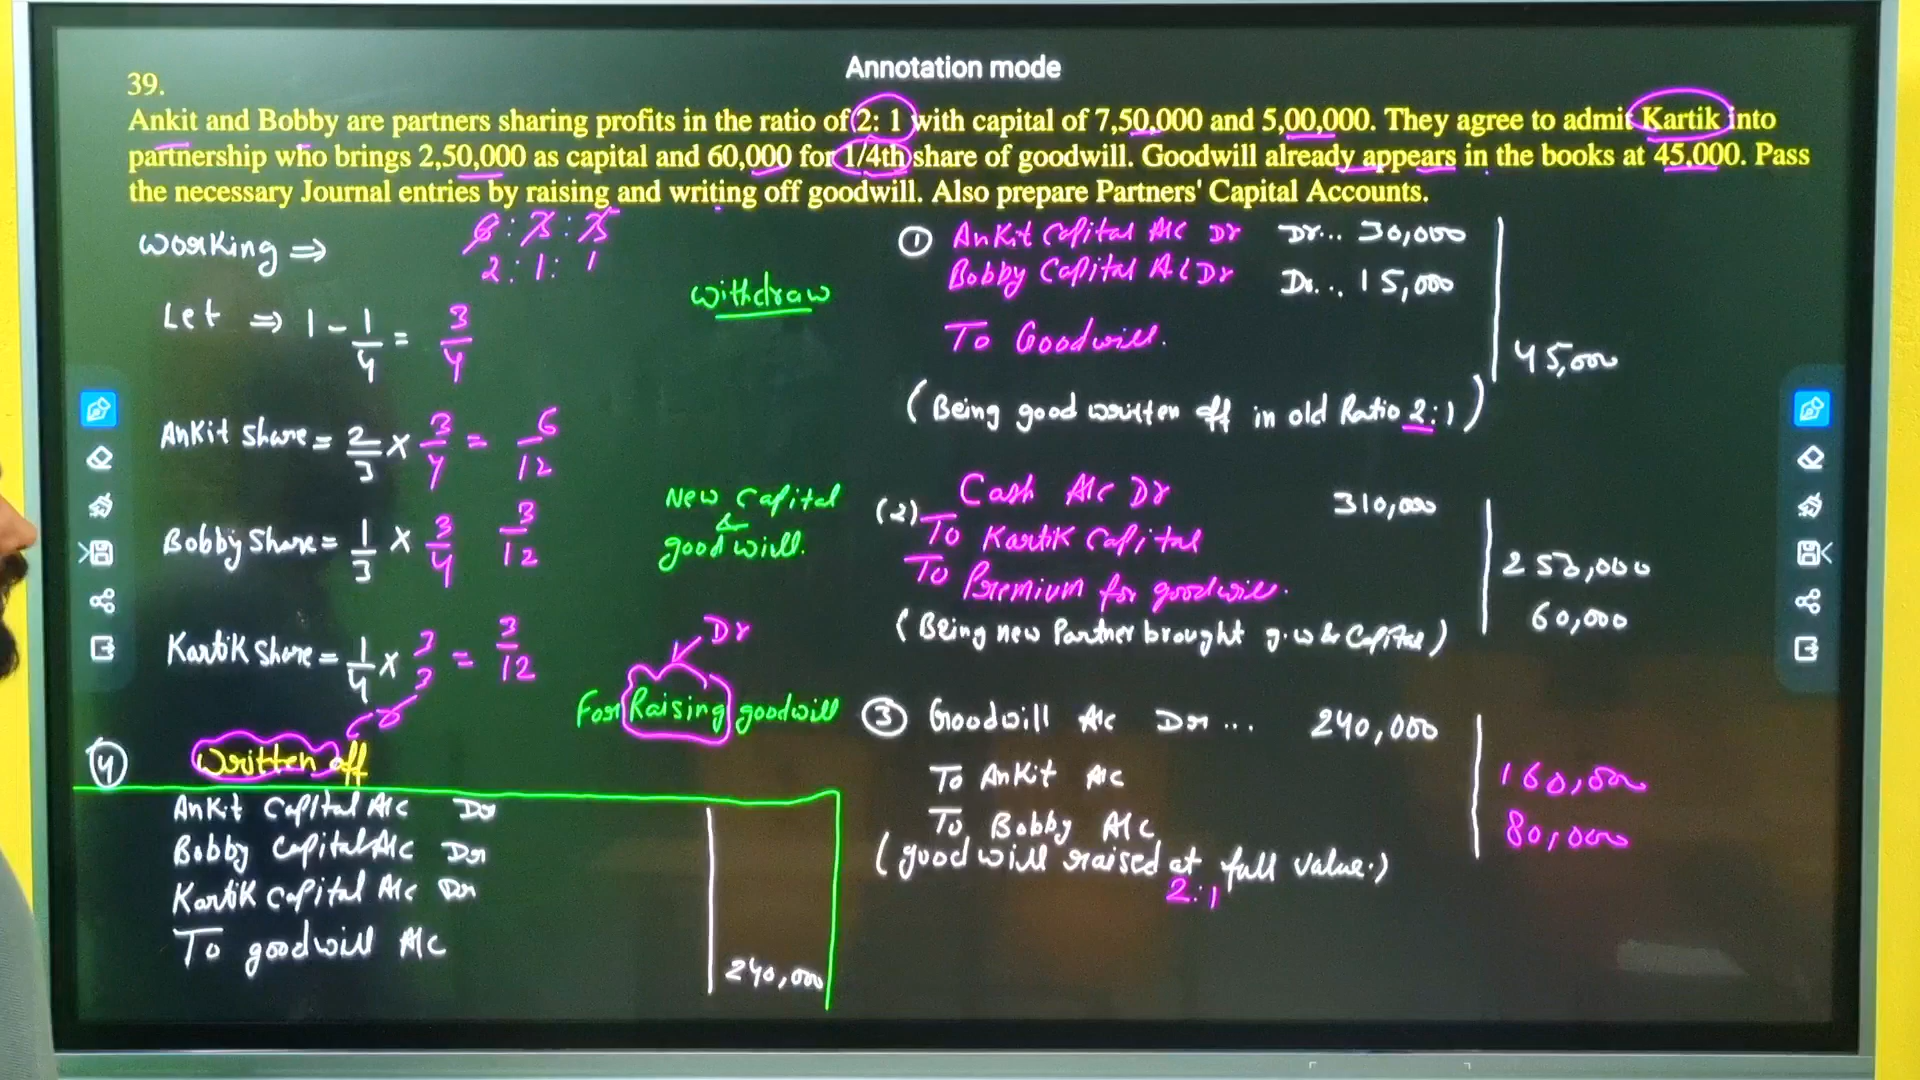 Annotation mode
39.
Ankit and Bobby are partners sharing profits in the ratio of 2: 1 with capital of 7,50,000 and 5,00,000. They agree to admit Kartik into
partnership who brings 2,50,000 as capital and 60,000 for 1/4th share of goodwill. Goodwill already appears in the books at 45,000. Pass
the necessary Journal entries by raising and writing off goodwill. Also prepare Partners' Capital Accounts.
Working ⇒
6 : 3 : 3
2 : 1 : 1
Let ⇒ 1 - 1/4 = 3/4
Ankit Share = 2/3 × 3/4 = 6/12
Bobby Share = 1/3 × 3/4 3/12
Kartik Share = 1/4 × 3/3 = 3/12
Cr
withdraw
New Capital
&
goodwill.
Dr
For Raising goodwill
① Ankit Capital A/c Dr Dr... 30,000
Bobby Capital A/c Dr Dr... 15,000
To Goodwill. 45,000
(Being good written off in old Ratio 2:1)
(2) Cash A/c Dr 310,000
To Kartik Capital 250,000
To Premium for goodwill. 60,000
(Being new Partner brought g.w & Capital)
③ Goodwill A/c Dr ... 240,000
To Ankit A/c 160,000
To Bobby A/c 80,000
(good will raised at full value.)
2:1
④ Written off
Ankit Capital A/c Dr
Bobby Capital A/c Dr
Kartik Capital A/c Dr
To goodwill A/c 240,000